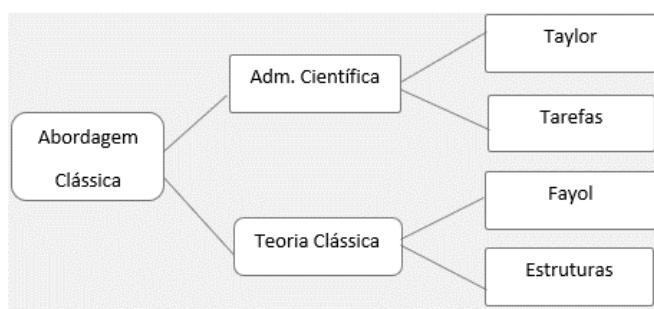 Abordagem
Clássica
Adm. Científica
Teoria Clássica
Taylor
Tarefas
Fayol
Estruturas